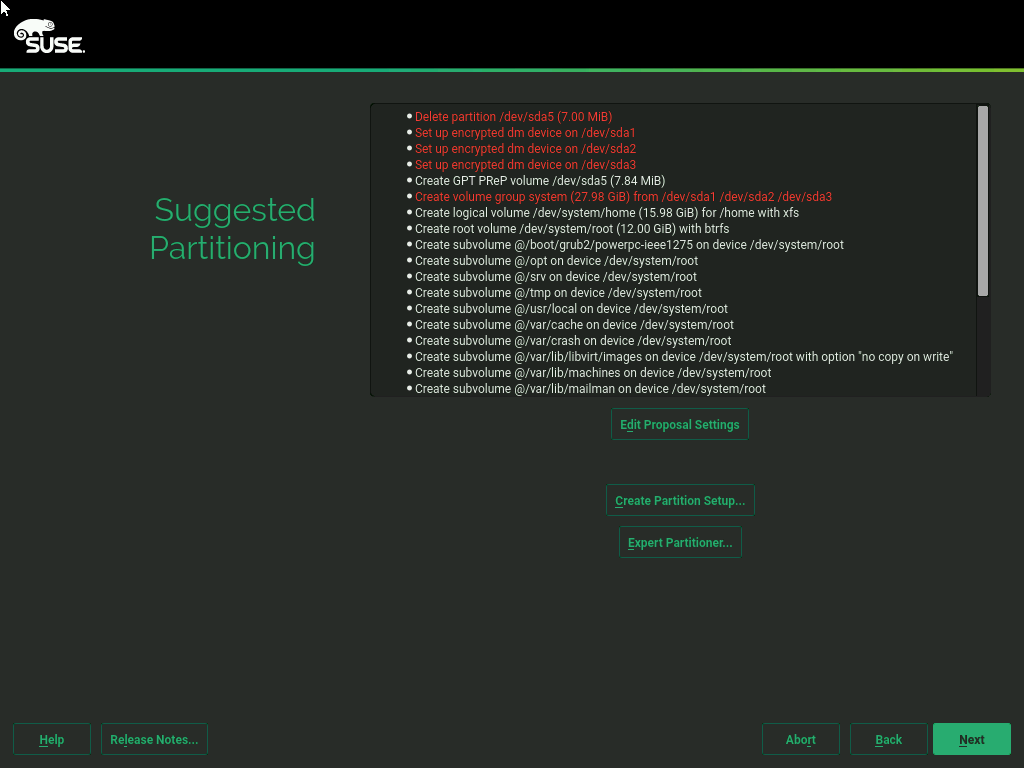 SUSE.
Suggested
Partitioning
Delete partition /dev/sda5 (7.00 MiB)
Set up encrypted dm device on /dev/sda1
Set up encrypted dm device on /dev/sda2
Set up encrypted dm device on /dev/sda3
Create GPT PReP volume /dev/sda5 (7.84 MiB)
Create volume group system (27.98 GiB) from /dev/sda1 /dev/sda2 /dev/sda3
Create logical volume /dev/system/home (15.98 GiB) for /home with xfs
Create root volume /dev/system/root (12.00 GiB) with btrfs
Create subvolume @/boot/grub2/powerpc-ieee1275 on device /dev/system/root
Create subvolume @/opt on device /dev/system/root
Create subvolume @/srv on device /dev/system/root
Create subvolume @/tmp on device /dev/system/root
Create subvolume @/usr/local on device /dev/system/root
Create subvolume @/var/cache on device /dev/system/root
Create subvolume @/var/crash on device /dev/system/root
Create subvolume @/var/lib/libvirt/images on device /dev/system/root with option "no copy on write"
Create subvolume @/var/lib/machines on device /dev/system/root
Create subvolume @/var/lib/mailman on device /dev/system/root
Edit Proposal Settings
Create Partition Setup...
Expert Partitioner...
Help
Release Notes...
Abort
Back
Next